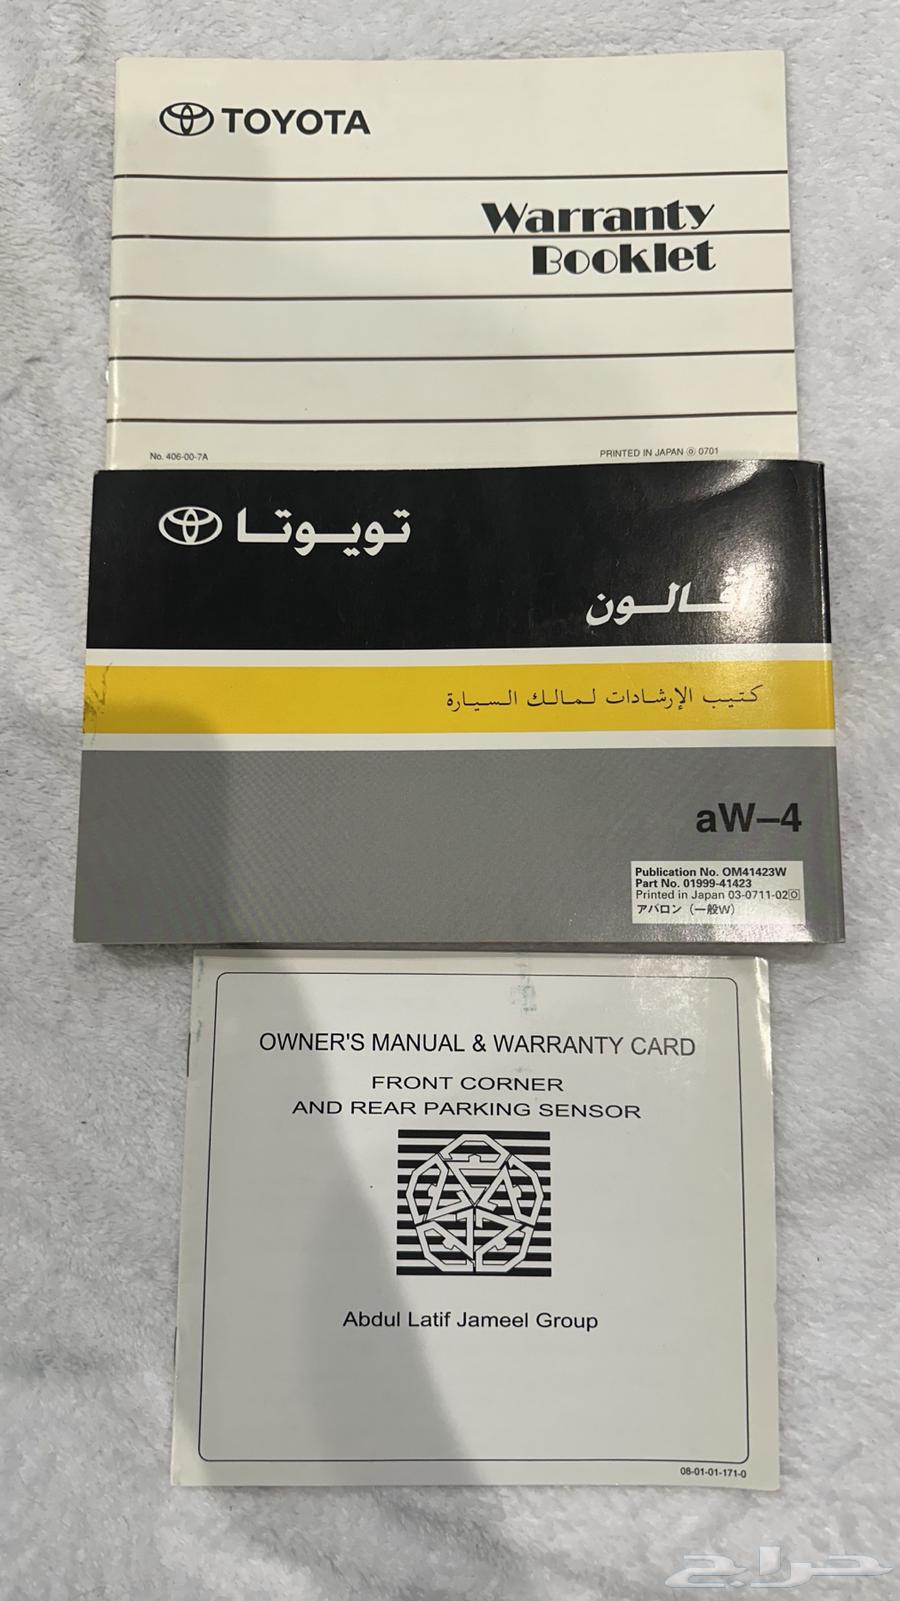 TOYOTA
Warranty
Booklet
No. 406-00-7A
PRINTED IN JAPAN ⓞ 0701
تويوتا
أفالون
كتيب الإرشادات لمالك السيارة
aW–4
Publication No. OM41423W
Part No. 01999-41423
Printed in Japan 03-0711-02 O
アバロン（一般W）
OWNER'S MANUAL & WARRANTY CARD
FRONT CORNER
AND REAR PARKING SENSOR
Abdul Latif Jameel Group
08-01-01-171-0
حراج